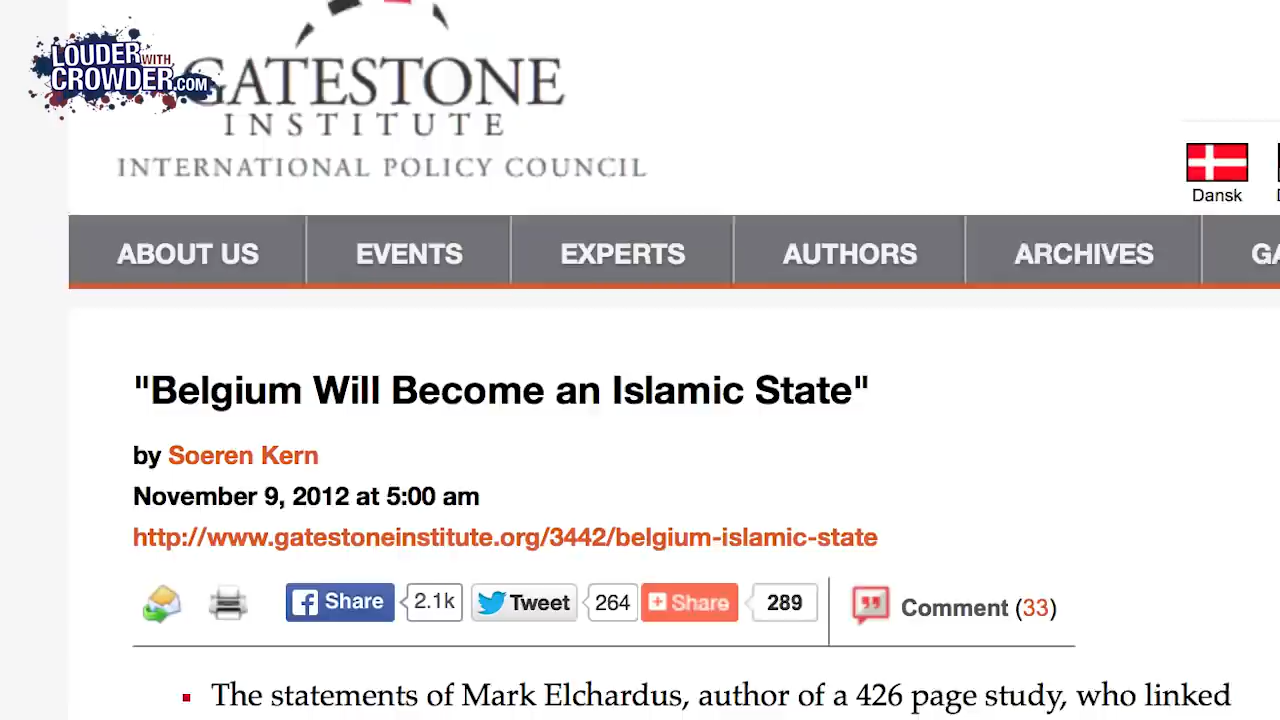 LOUDER WITH
CROWDER.COM
GATESTONE
INSTITUTE
INTERNATIONAL POLICY COUNCIL
Dansk
ABOUT US EVENTS EXPERTS AUTHORS ARCHIVES GA
"Belgium Will Become an Islamic State"
by Soeren Kern
November 9, 2012 at 5:00 am
http://www.gatestoneinstitute.org/3442/belgium-islamic-state
Share 2.1k Tweet 264 Share 289 Comment (33)
The statements of Mark Elchardus, author of a 426 page study, who linked